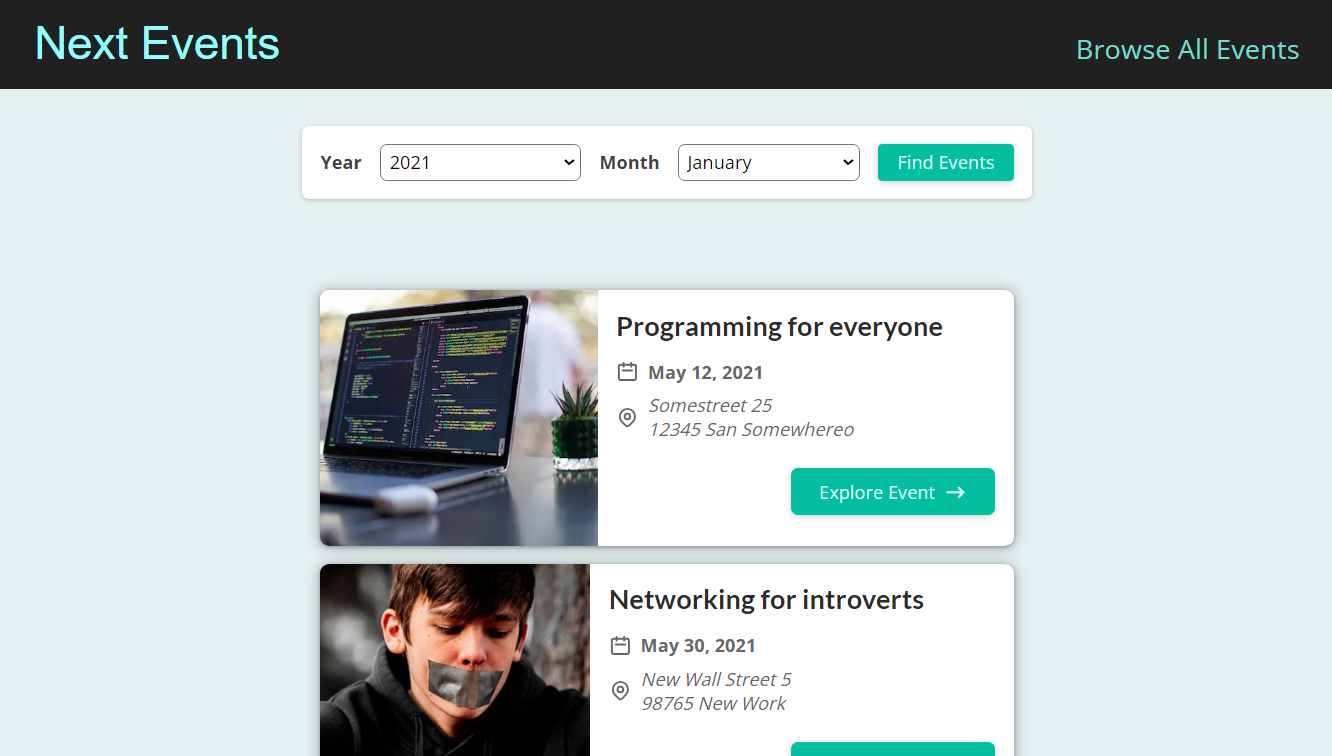 Next Events
Browse All Events
Year 2021 Month January Find Events
Programming for everyone
May 12, 2021
Somestreet 25
12345 San Somewhereo
Explore Event
Networking for introverts
May 30, 2021
New Wall Street 5
98765 New Work